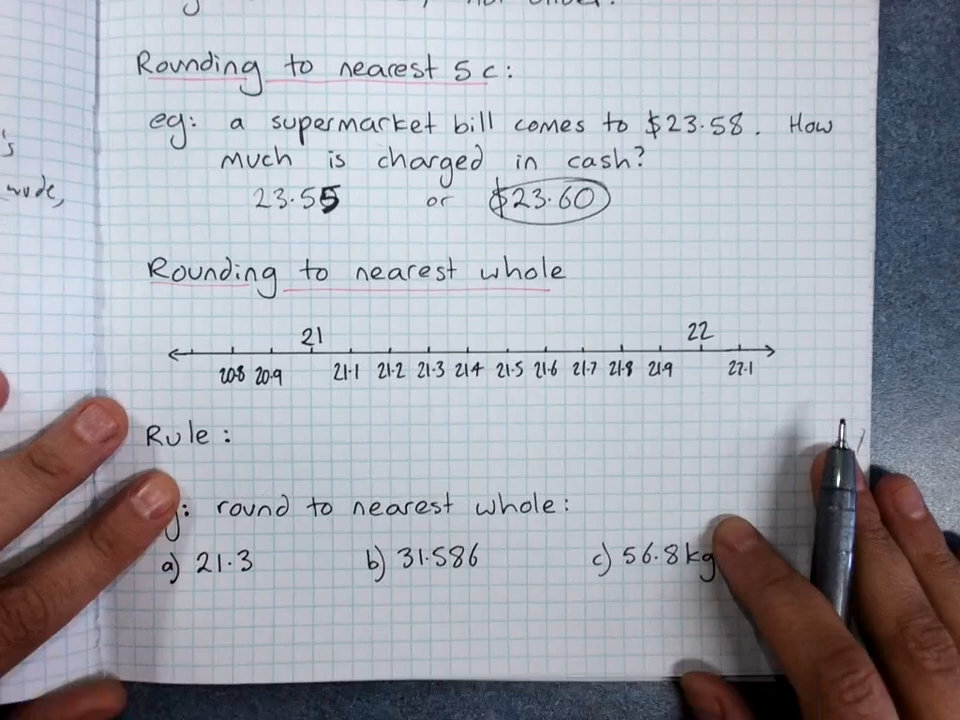 Rounding to nearest 5c:
eg: a supermarket bill comes to $23.58. How
much is charged in cash?
23.55 or $23.60
Rounding to nearest whole
21 22
20.8 20.9 21.1 21.2 21.3 21.4 21.5 21.6 21.7 21.8 21.9 22.1
Rule:
: round to nearest whole:
a) 21.3 b) 31.586 c) 56.8kg